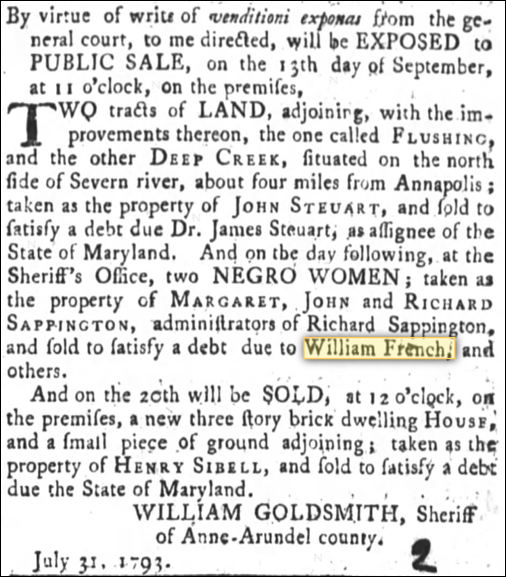 By virtue of writs of venditioni exponas from the ge-
neral court, to me directed, will be EXPOSED to
PUBLIC SALE, on the 13th day of September,
at 11 o'clock, on the premises,
TWO tracts of LAND, adjoining, with the im-
provements thereon, the one called FLUSHING,
and the other DEEP CREEK, situated on the north
side of Severn river, about four miles from Annapolis;
taken as the property of JOHN STEUART, and sold to
satisfy a debt due Dr. James Steuart, as assignee of the
State of Maryland. And on the day following, at the
Sheriff's Office, two NEGRO WOMEN; taken as
the property of MARGARET, JOHN and RICHARD
SAPPINGTON, administrators of Richard Sappington,
and sold to satisfy a debt due to William French, and
others.
And on the 20th will be SOLD, at 12 o'clock, on
the premises, a new three story brick dwelling HOUSE,
and a small piece of ground adjoining; taken as the
property of HENRY SIBELL, and sold to satisfy a debt
due the State of Maryland.
WILLIAM GOLDSMITH, Sheriff
of Anne-Arundel county.
July 31, 1793. 2